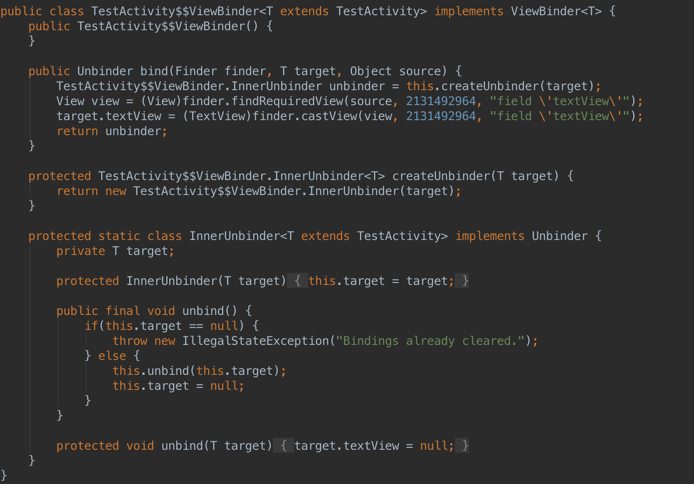 public class TestActivity$$ViewBinder<T extends TestActivity> implements ViewBinder<T> {
    public TestActivity$$ViewBinder() {
    }

    public Unbinder bind(Finder finder, T target, Object source) {
        TestActivity$$ViewBinder.InnerUnbinder unbinder = this.createUnbinder(target);
        View view = (View)finder.findRequiredView(source, 2131492964, "field \'textView\'");
        target.textView = (TextView)finder.castView(view, 2131492964, "field \'textView\'");
        return unbinder;
    }

    protected TestActivity$$ViewBinder.InnerUnbinder<T> createUnbinder(T target) {
        return new TestActivity$$ViewBinder.InnerUnbinder(target);
    }

    protected static class InnerUnbinder<T extends TestActivity> implements Unbinder {
        private T target;

        protected InnerUnbinder(T target) { this.target = target; }

        public final void unbind() {
            if(this.target == null) {
                throw new IllegalStateException("Bindings already cleared.");
            } else {
                this.unbind(this.target);
                this.target = null;
            }
        }

        protected void unbind(T target) { target.textView = null; }
    }
}